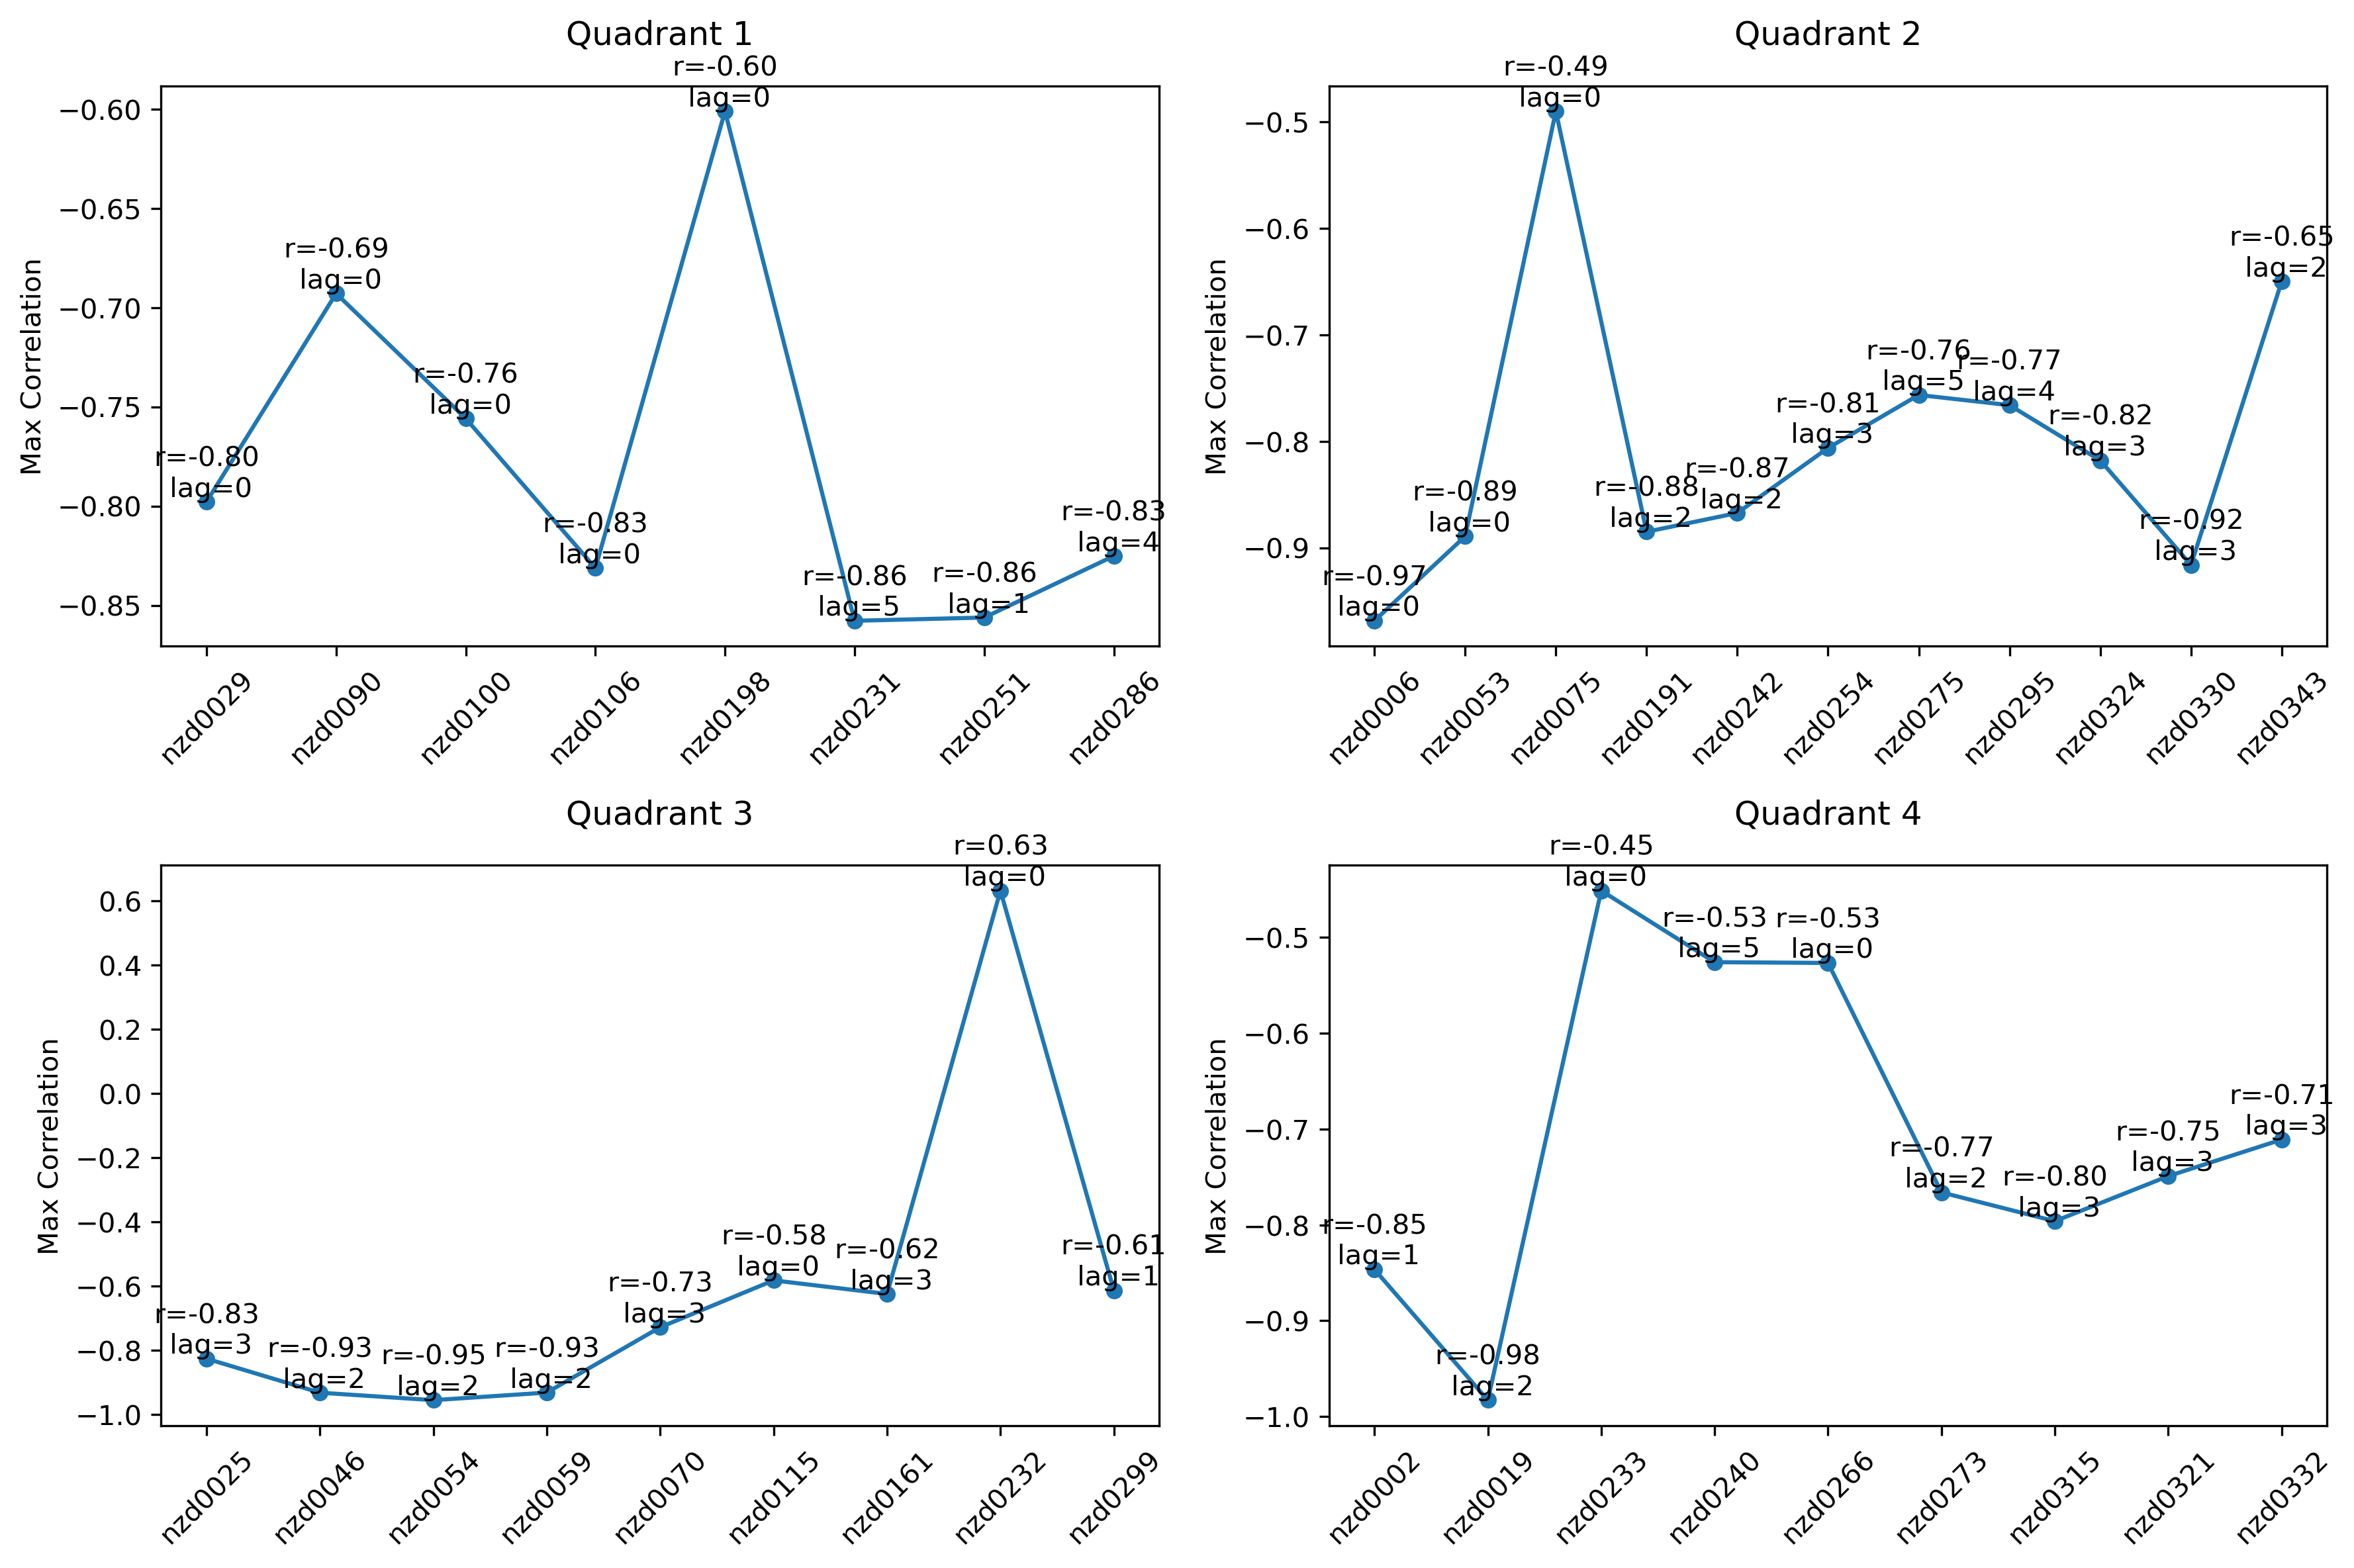 Quadrant 1
Max Correlation
−0.60
−0.65
−0.70
−0.75
−0.80
−0.85
r=-0.80
lag=0
r=-0.69
lag=0
r=-0.76
lag=0
r=-0.83
lag=0
r=-0.60
lag=0
r=-0.86
lag=5
r=-0.86
lag=1
r=-0.83
lag=4
nzd0029
nzd0090
nzd0100
nzd0106
nzd0198
nzd0231
nzd0251
nzd0286
Quadrant 2
Max Correlation
−0.5
−0.6
−0.7
−0.8
−0.9
r=-0.97
lag=0
r=-0.89
lag=0
r=-0.49
lag=0
r=-0.88
lag=2
r=-0.87
lag=2
r=-0.81
lag=3
r=-0.76
lag=5
r=-0.77
lag=4
r=-0.82
lag=3
r=-0.92
lag=3
r=-0.65
lag=2
nzd0006
nzd0053
nzd0075
nzd0191
nzd0242
nzd0254
nzd0275
nzd0295
nzd0324
nzd0330
nzd0343
Quadrant 3
Max Correlation
0.6
0.4
0.2
0.0
−0.2
−0.4
−0.6
−0.8
−1.0
r=-0.83
lag=3
r=-0.93
lag=2
r=-0.95
lag=2
r=-0.93
lag=2
r=-0.73
lag=3
r=-0.58
lag=0
r=-0.62
lag=3
r=0.63
lag=0
r=-0.61
lag=1
nzd0025
nzd0046
nzd0054
nzd0059
nzd0070
nzd0115
nzd0161
nzd0232
nzd0299
Quadrant 4
Max Correlation
−0.5
−0.6
−0.7
−0.8
−0.9
−1.0
r=-0.85
lag=1
r=-0.98
lag=2
r=-0.45
lag=0
r=-0.53
lag=5
r=-0.53
lag=0
r=-0.77
lag=2
r=-0.80
lag=3
r=-0.75
lag=3
r=-0.71
lag=3
nzd0002
nzd0019
nzd0233
nzd0240
nzd0266
nzd0273
nzd0315
nzd0321
nzd0332